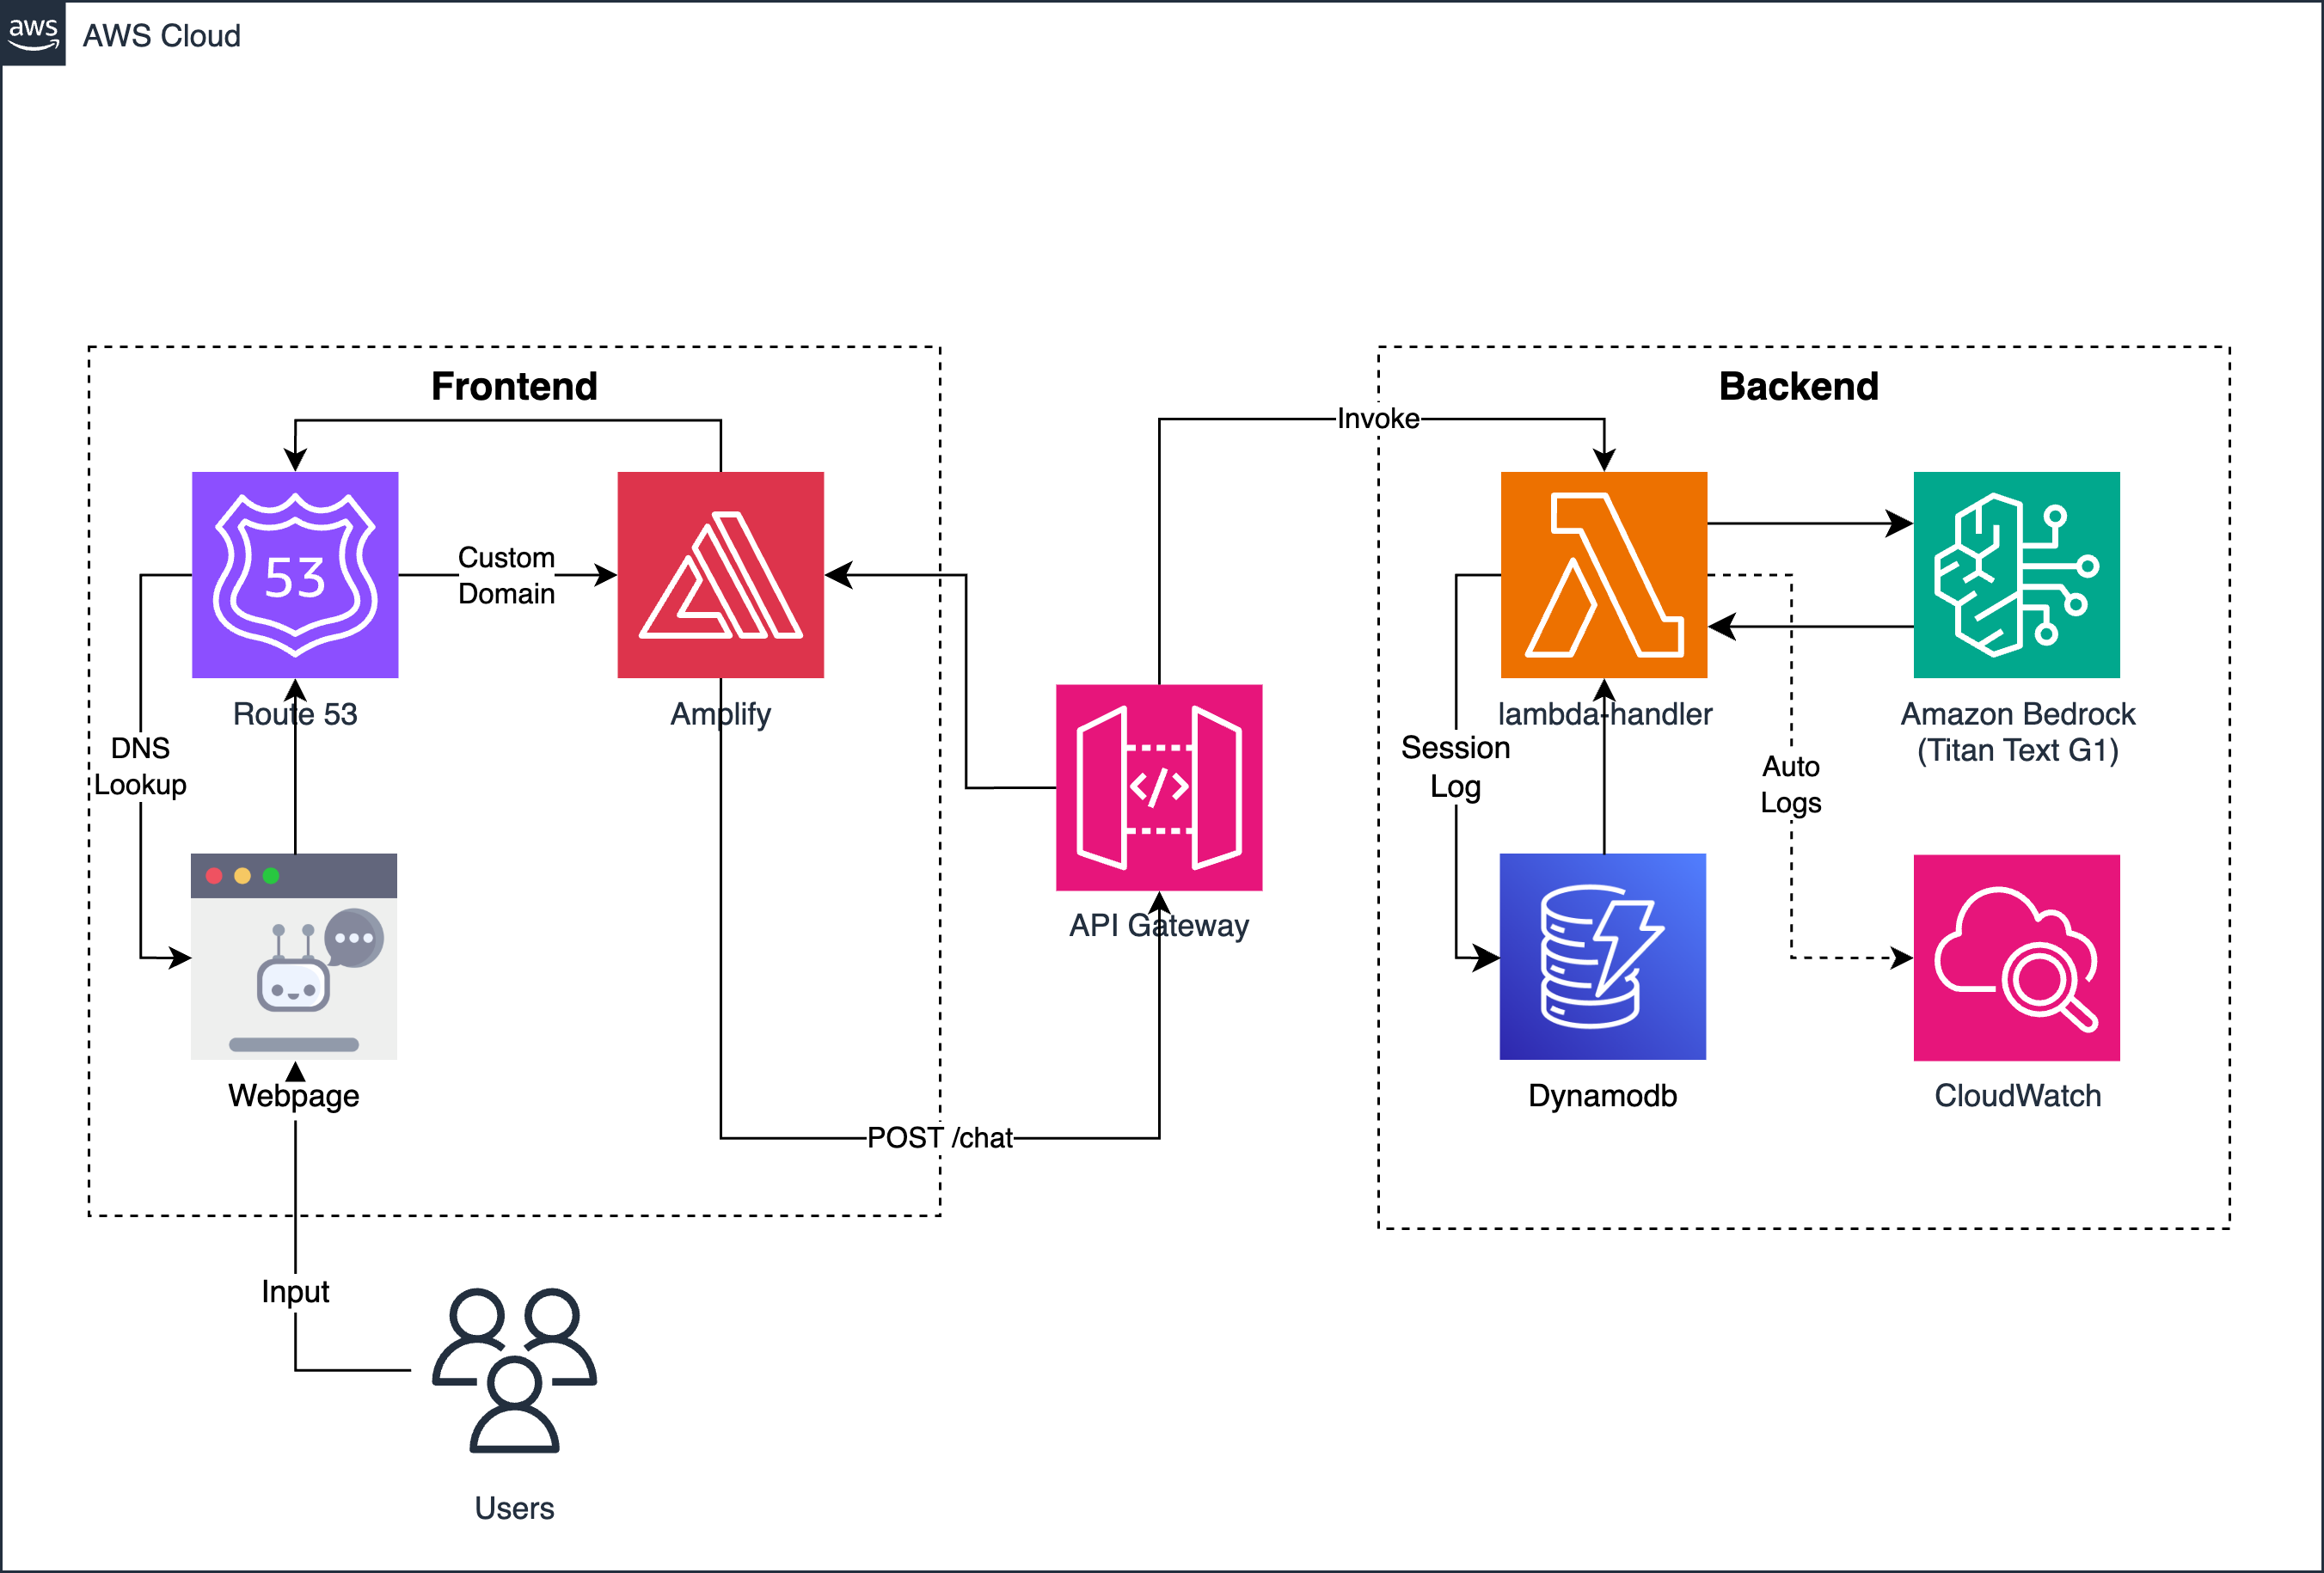 aws
AWS Cloud
Frontend
Backend
Invoke
53
Custom
Domain
Route 53
Amplify
lambda-handler
Amazon Bedrock
(Titan Text G1)
DNS
Lookup
Session
Log
Auto
Logs
</>
API Gateway
Webpage
Dynamodb
CloudWatch
POST /chat
Input
Users